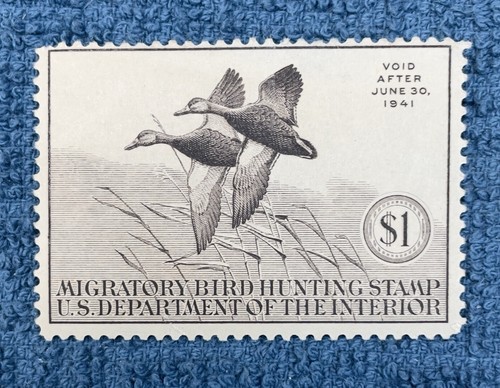 VOID
AFTER
JUNE 30,
1941
$1
MIGRATORY BIRD HUNTING STAMP
U.S. DEPARTMENT OF THE INTERIOR